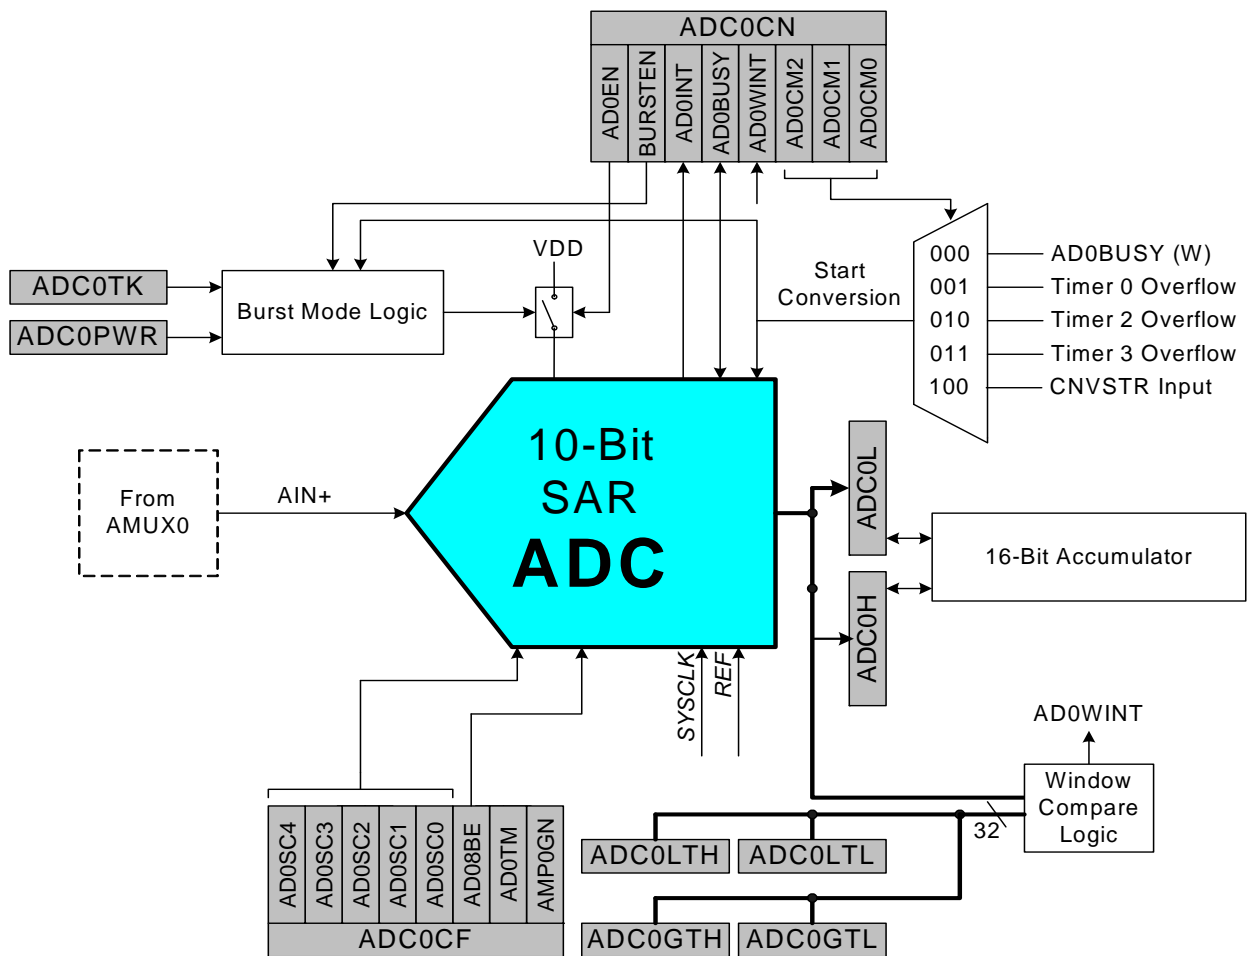 ADC0CN
AD0EN
BURSTEN
AD0INT
AD0BUSY
AD0WINT
AD0CM2
AD0CM1
AD0CM0
VDD
ADC0TK
ADC0PWR
Burst Mode Logic
Start
Conversion
000
001
010
011
100
AD0BUSY (W)
Timer 0 Overflow
Timer 2 Overflow
Timer 3 Overflow
CNVSTR Input
From
AMUX0
AIN+
10-Bit
SAR
ADC
ADC0L
ADC0H
16-Bit Accumulator
SYSCLK
REF
AD0WINT
Window
Compare
Logic
32
AD0SC4
AD0SC3
AD0SC2
AD0SC1
AD0SC0
AD08BE
AD0TM
AMP0GN
ADC0CF
ADC0LTH
ADC0LTL
ADC0GTH
ADC0GTL